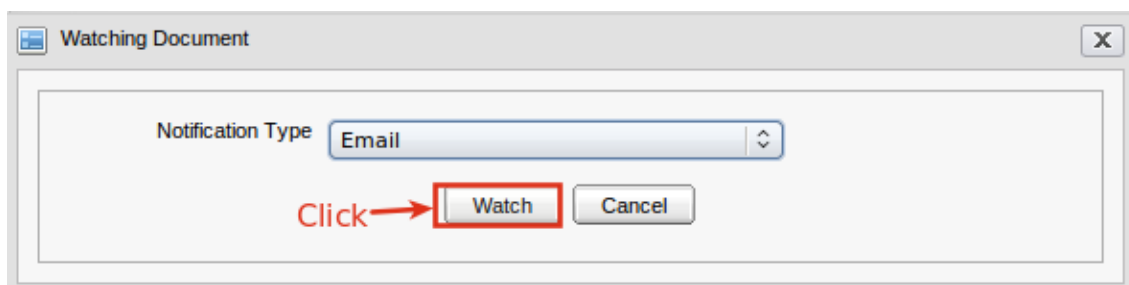 Watching Document
X
Notification Type
Email
Click
Watch
Cancel